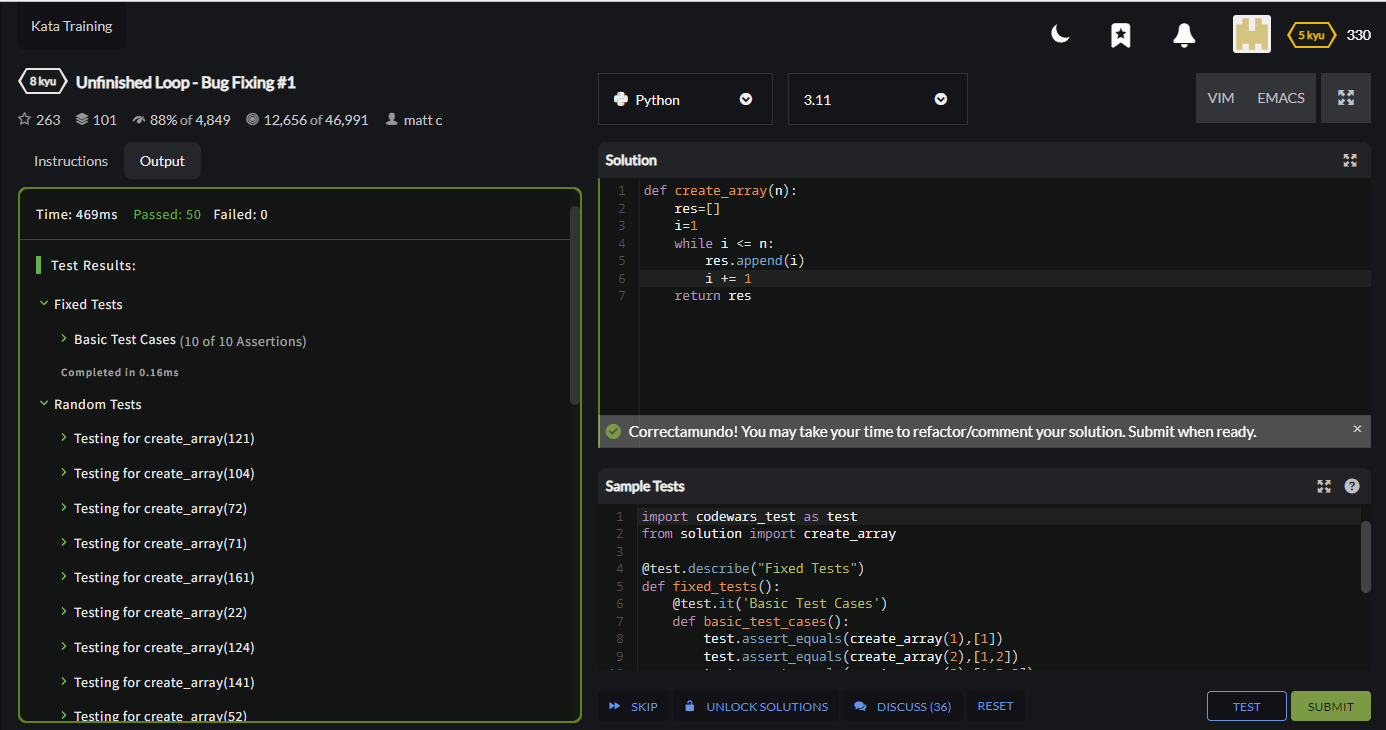 Kata Training
5 kyu 330
8 kyu Unfinished Loop - Bug Fixing #1
263 101 88% of 4,849 12,656 of 46,991 matt c
Instructions Output
Time: 469ms Passed: 50 Failed: 0
Test Results:
Fixed Tests
Basic Test Cases (10 of 10 Assertions)
Completed in 0.16ms
Random Tests
Testing for create_array(121)
Testing for create_array(104)
Testing for create_array(72)
Testing for create_array(71)
Testing for create_array(161)
Testing for create_array(22)
Testing for create_array(124)
Testing for create_array(141)
Testing for create_array(52)
Python 3.11 VIM EMACS
Solution
1 def create_array(n):
2 res=[]
3 i=1
4 while i <= n:
5 res.append(i)
6 i += 1
7 return res
Correctamundo! You may take your time to refactor/comment your solution. Submit when ready. ×
Sample Tests
1 import codewars_test as test
2 from solution import create_array
3
4 @test.describe("Fixed Tests")
5 def fixed_tests():
6 @test.it('Basic Test Cases')
7 def basic_test_cases():
8 test.assert_equals(create_array(1),[1])
9 test.assert_equals(create_array(2),[1,2])
SKIP UNLOCK SOLUTIONS DISCUSS (36) RESET TEST SUBMIT